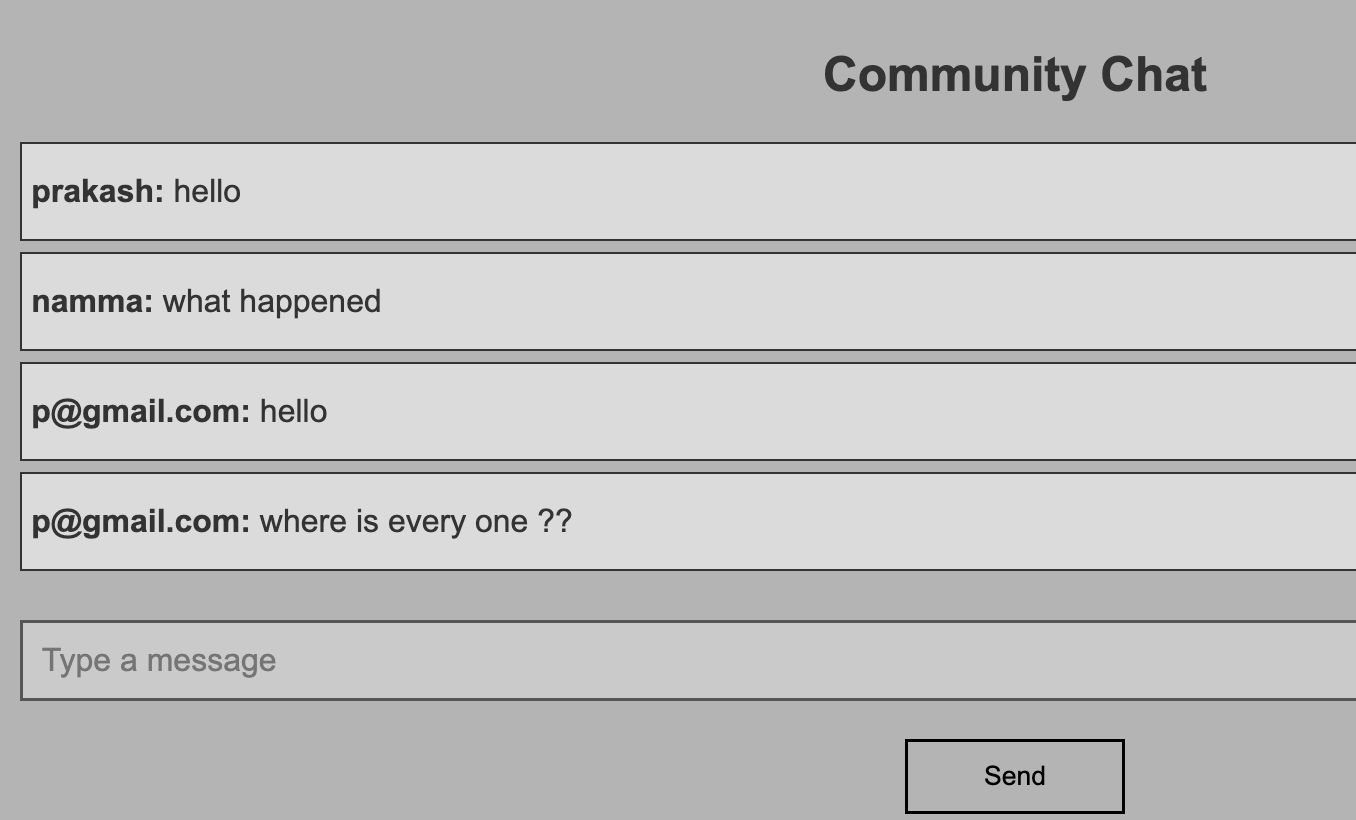 Community Chat
prakash: hello
namma: what happened
p@gmail.com: hello
p@gmail.com: where is every one ??
Type a message
Send